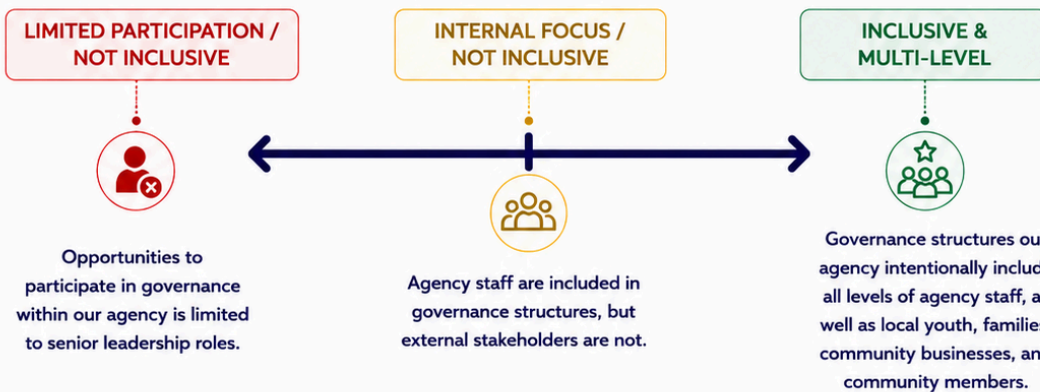 LIMITED PARTICIPATION /
NOT INCLUSIVE
INTERNAL FOCUS /
NOT INCLUSIVE
INCLUSIVE &
MULTI-LEVEL
Opportunities to
participate in governance
within our agency is limited
to senior leadership roles.
Agency staff are included in
governance structures, but
external stakeholders are not.
Governance structures
agency intentionally
all levels of agency staff,
well as local youth,
community businesses,
community members.